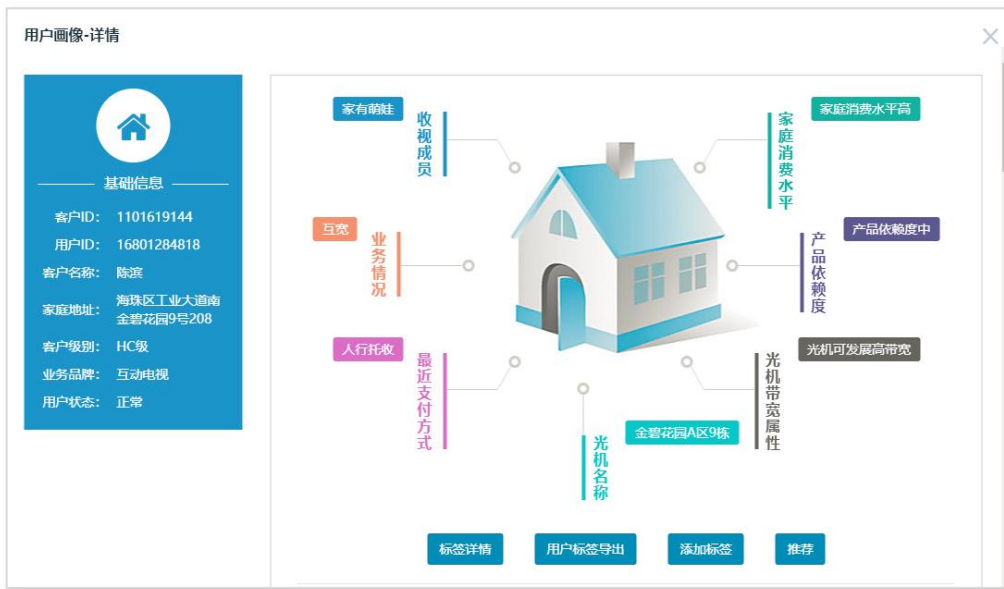 用户画像-详情
基础信息
客户ID： 1101619144
用户ID： 16801284818
客户名称： 陈滨
家庭地址： 海珠区工业大道南
金碧花园9号208
客户级别： HC级
业务品牌： 互动电视
用户状态： 正常
家有萌娃
收视成员
家庭消费水平高
家庭消费水平
互宽
业务情况
产品依赖度中
产品依赖度
人行托收
最近支付方式
光机可发展高带宽
光机带宽属性
金碧花园A区9栋
光机名称
标签详情
用户标签导出
添加标签
推荐